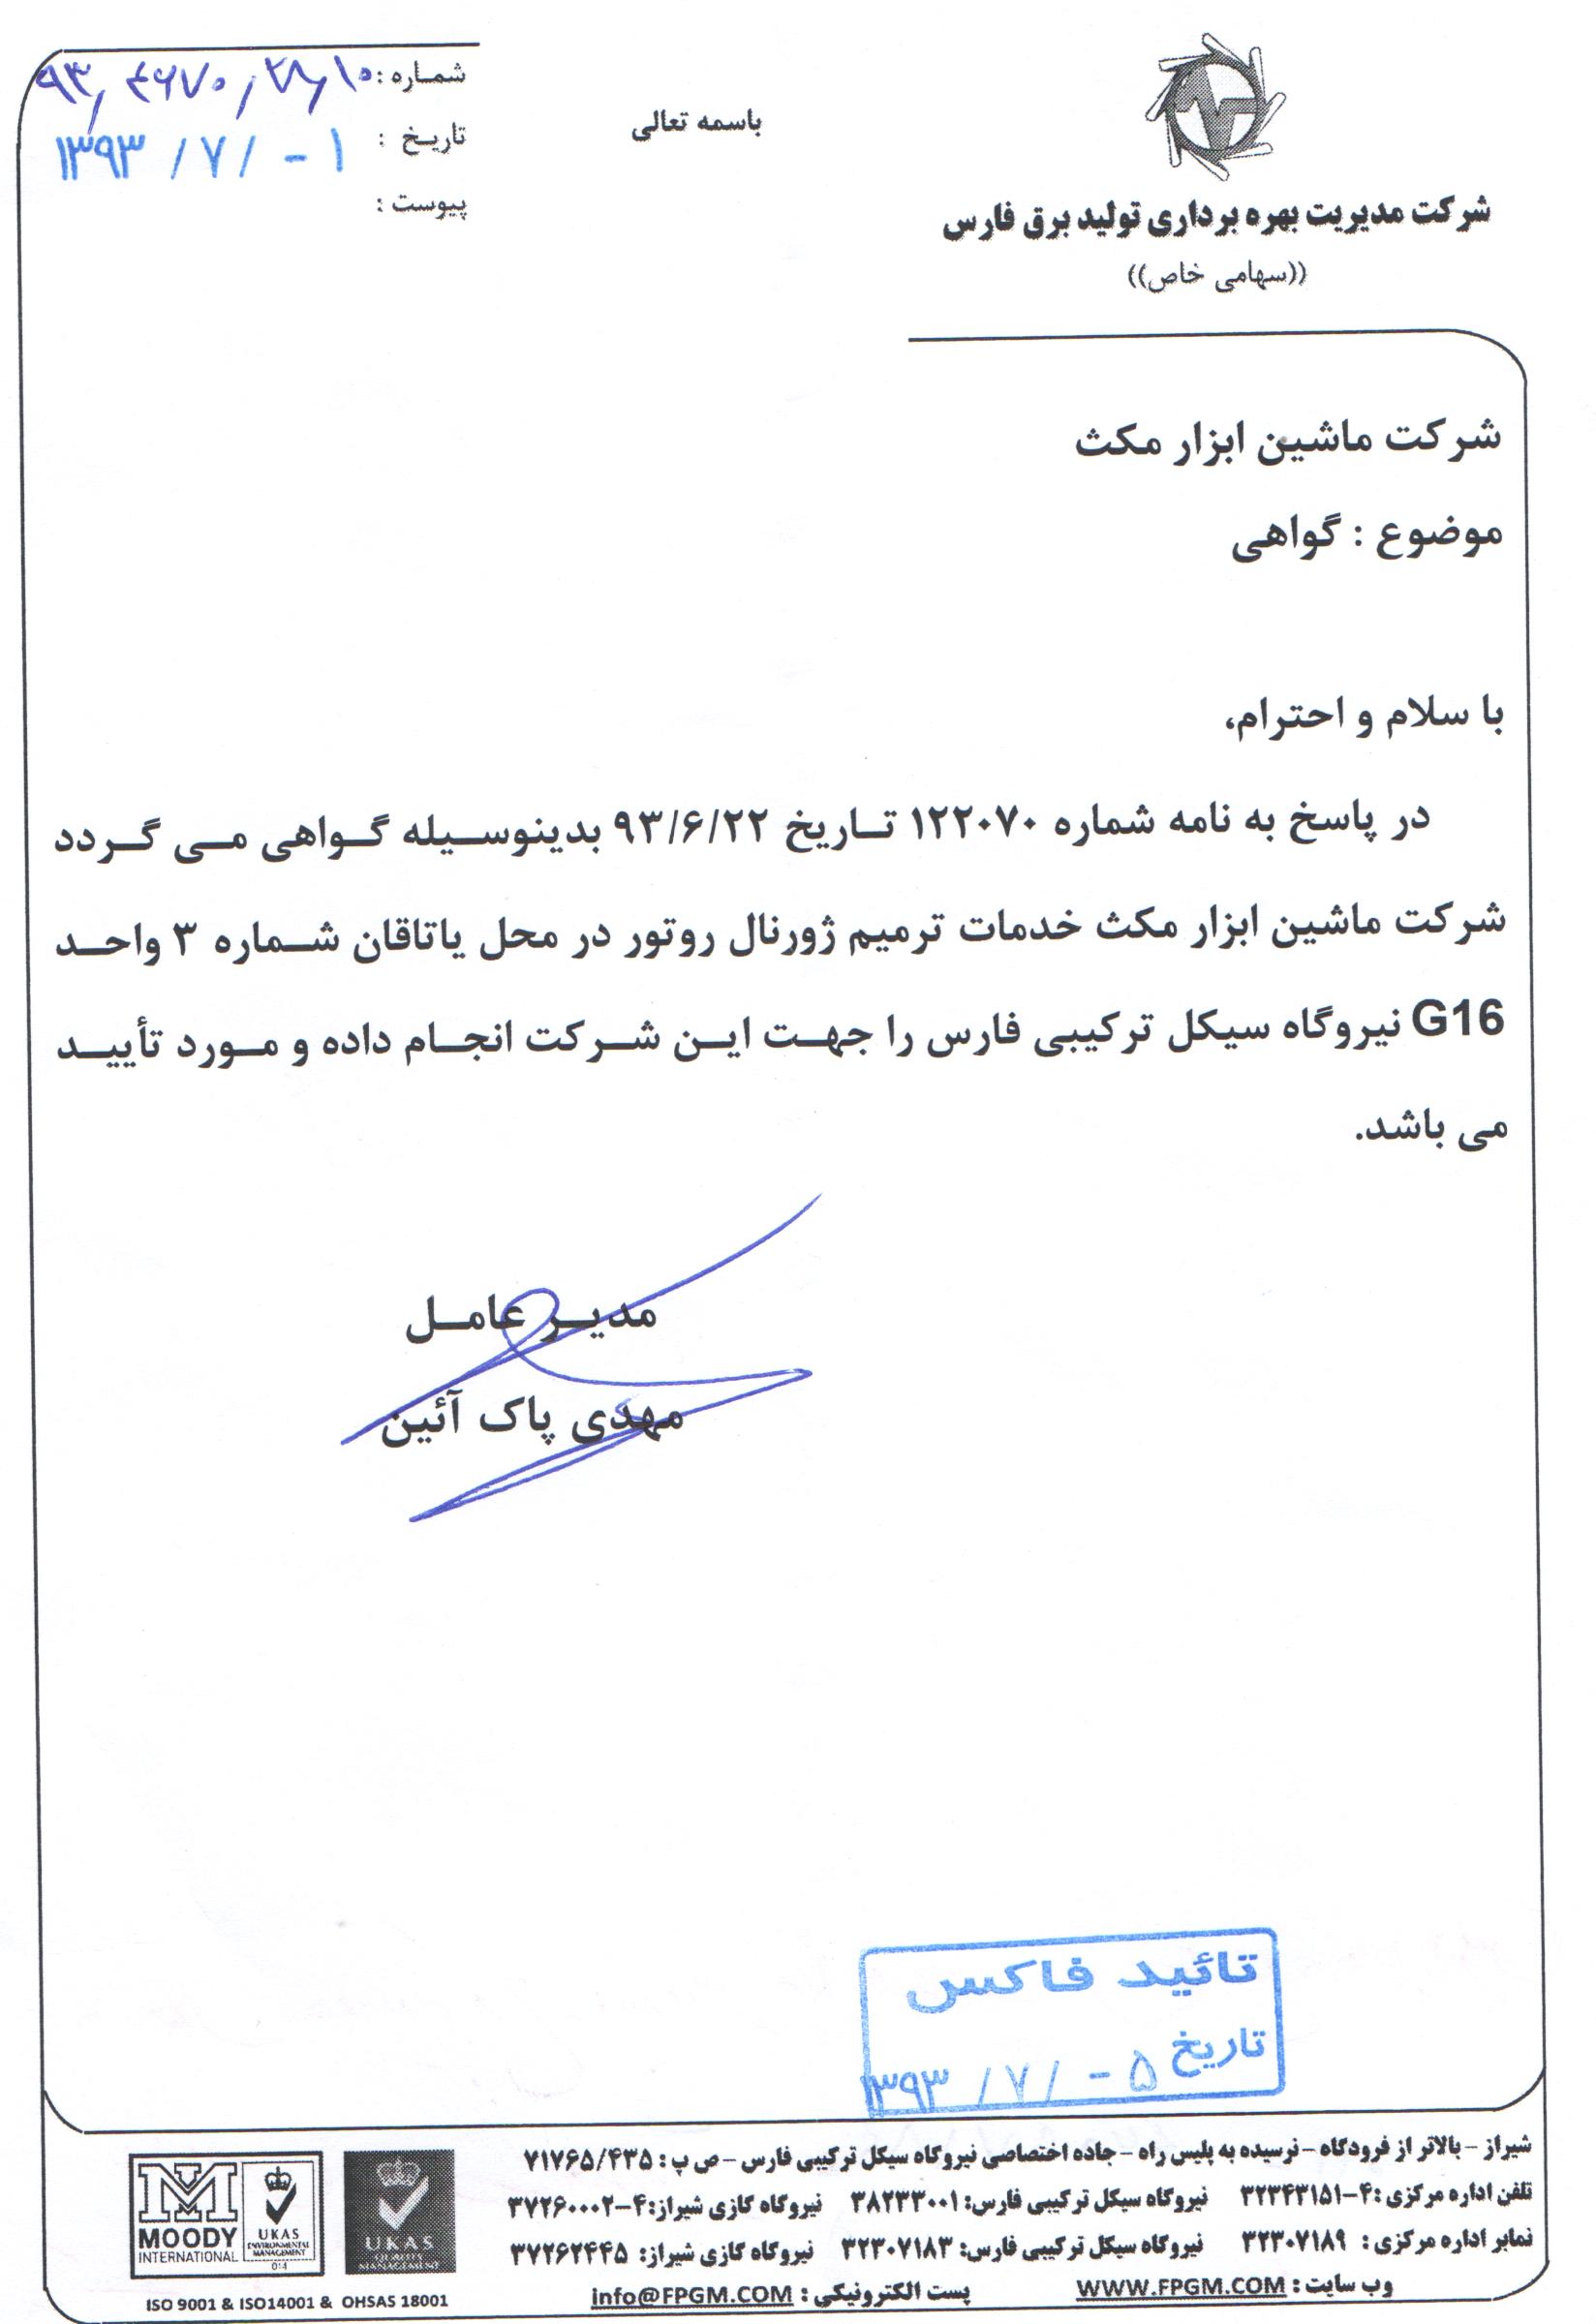 باسمه تعالی
شرکت مدیریت بهره برداری تولید برق فارس
((سهامی خاص))
شماره : ۹۳/۴۶۷۰/۲۸/۱۰
تاریخ : ۱ - / ۷ / ۱۳۹۳
پیوست :
شرکت ماشین ابزار مکث
موضوع : گواهی
با سلام و احترام،
در پاسخ به نامه شماره ۱۲۲۰۷۰ تاریخ ۹۳/۶/۲۲ بدینوسیله گواهی می گردد
شرکت ماشین ابزار مکث خدمات ترمیم ژورنال روتور در محل یاتاقان شماره ۳ واحد
G16 نیروگاه سیکل ترکیبی فارس را جهت این شرکت انجام داده و مورد تأیید
می باشد.
مدیر عامل
مهدی پاک آئین
تائید فاکس
تاریخ ۵ - / ۷ / ۱۳۹۳
شیراز – بالاتر از فرودگاه – نرسیده به پلیس راه – جاده اختصاصی نیروگاه سیکل ترکیبی فارس – ص پ : ۷۱۷۶۵/۴۳۵
تلفن اداره مرکزی : ۴-۳۲۳۴۳۱۵۱ نیروگاه سیکل ترکیبی فارس: ۳۸۲۳۳۰۰۱ نیروگاه گازی شیراز: ۴-۳۷۲۶۰۰۰۲
نمابر اداره مرکزی : ۳۲۳۰۷۱۸۹ نیروگاه سیکل ترکیبی فارس: ۳۲۳۰۷۱۸۳ نیروگاه گازی شیراز: ۳۷۲۶۲۴۴۵
وب سایت : WWW.FPGM.COM پست الکترونیکی : info@FPGM.COM
MOODY
INTERNATIONAL
UKAS
ENVIRONMENTAL
MANAGEMENT
014
UKAS
QUALITY
MANAGEMENT
ISO 9001 & ISO14001 & OHSAS 18001